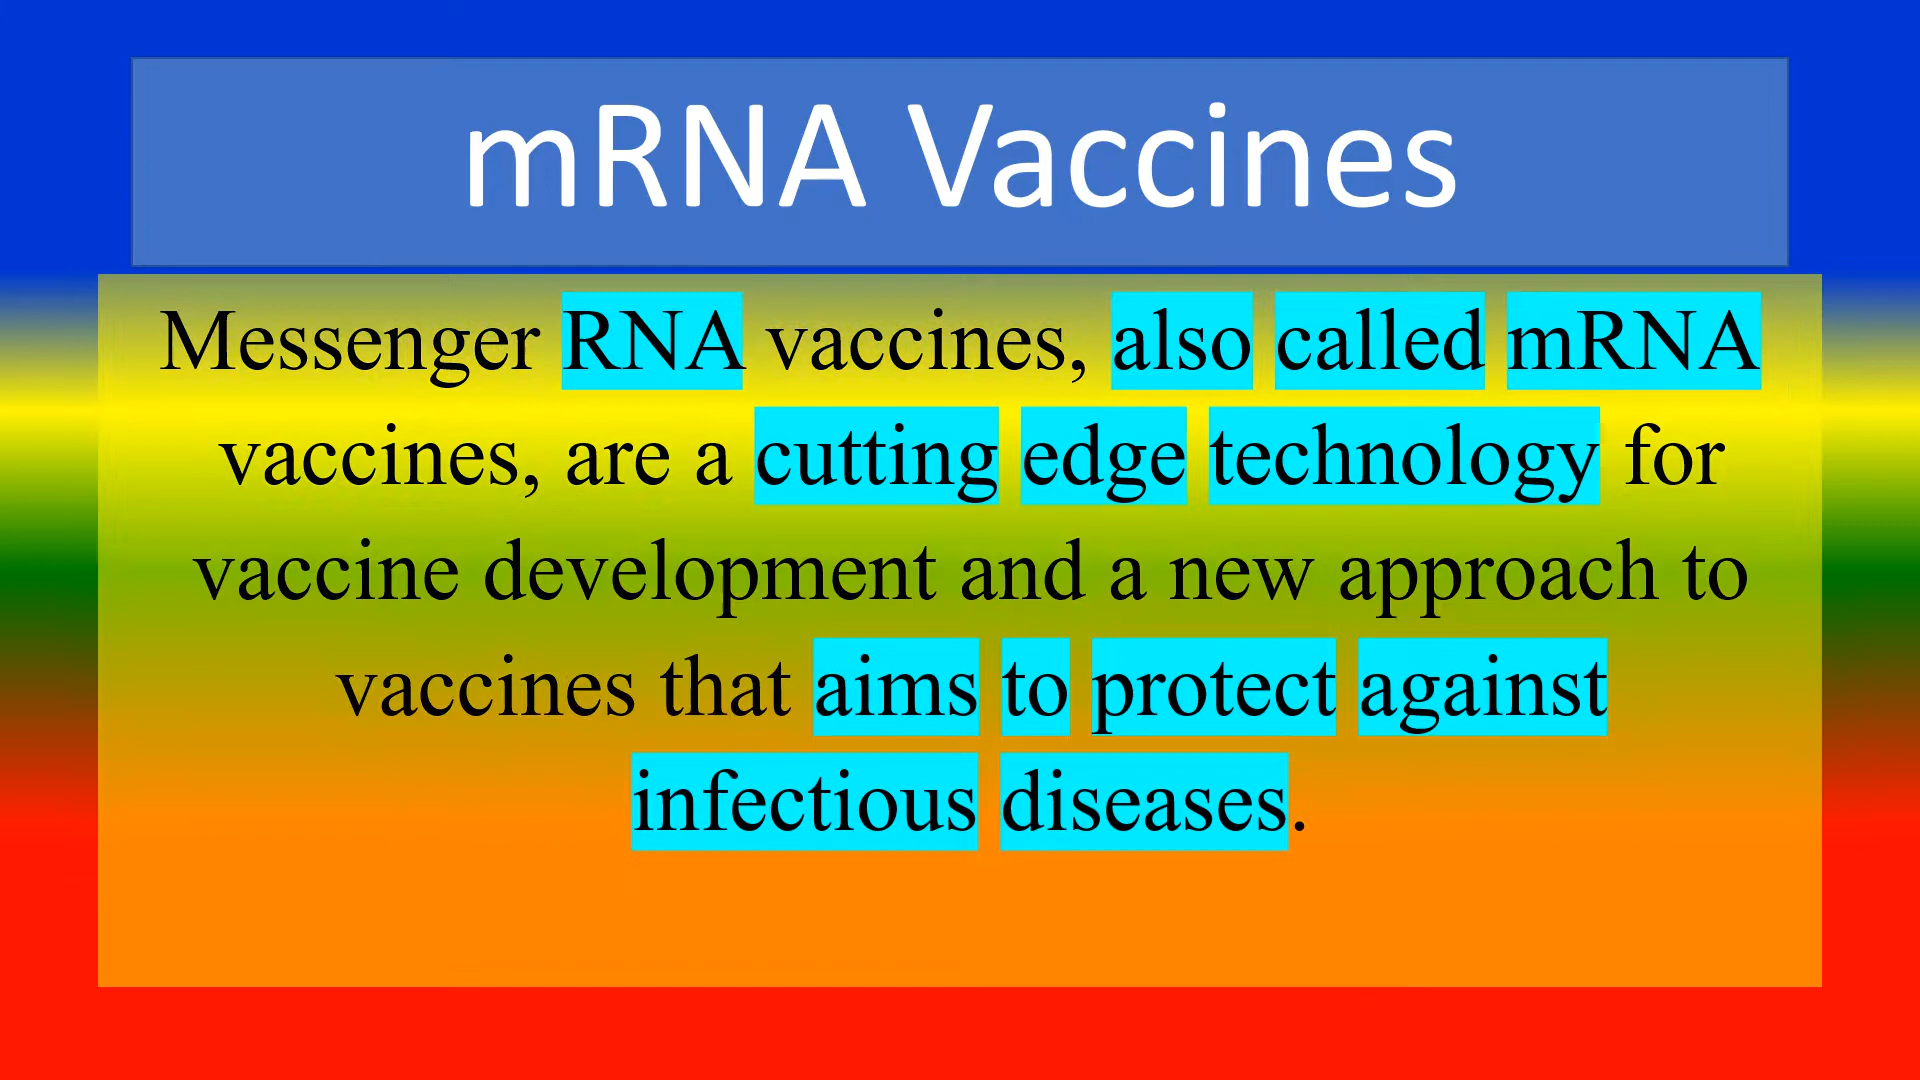 mRNA Vaccines
Messenger RNA vaccines, also called mRNA
vaccines, are a cutting edge technology for
vaccine development and a new approach to
vaccines that aims to protect against
infectious diseases.